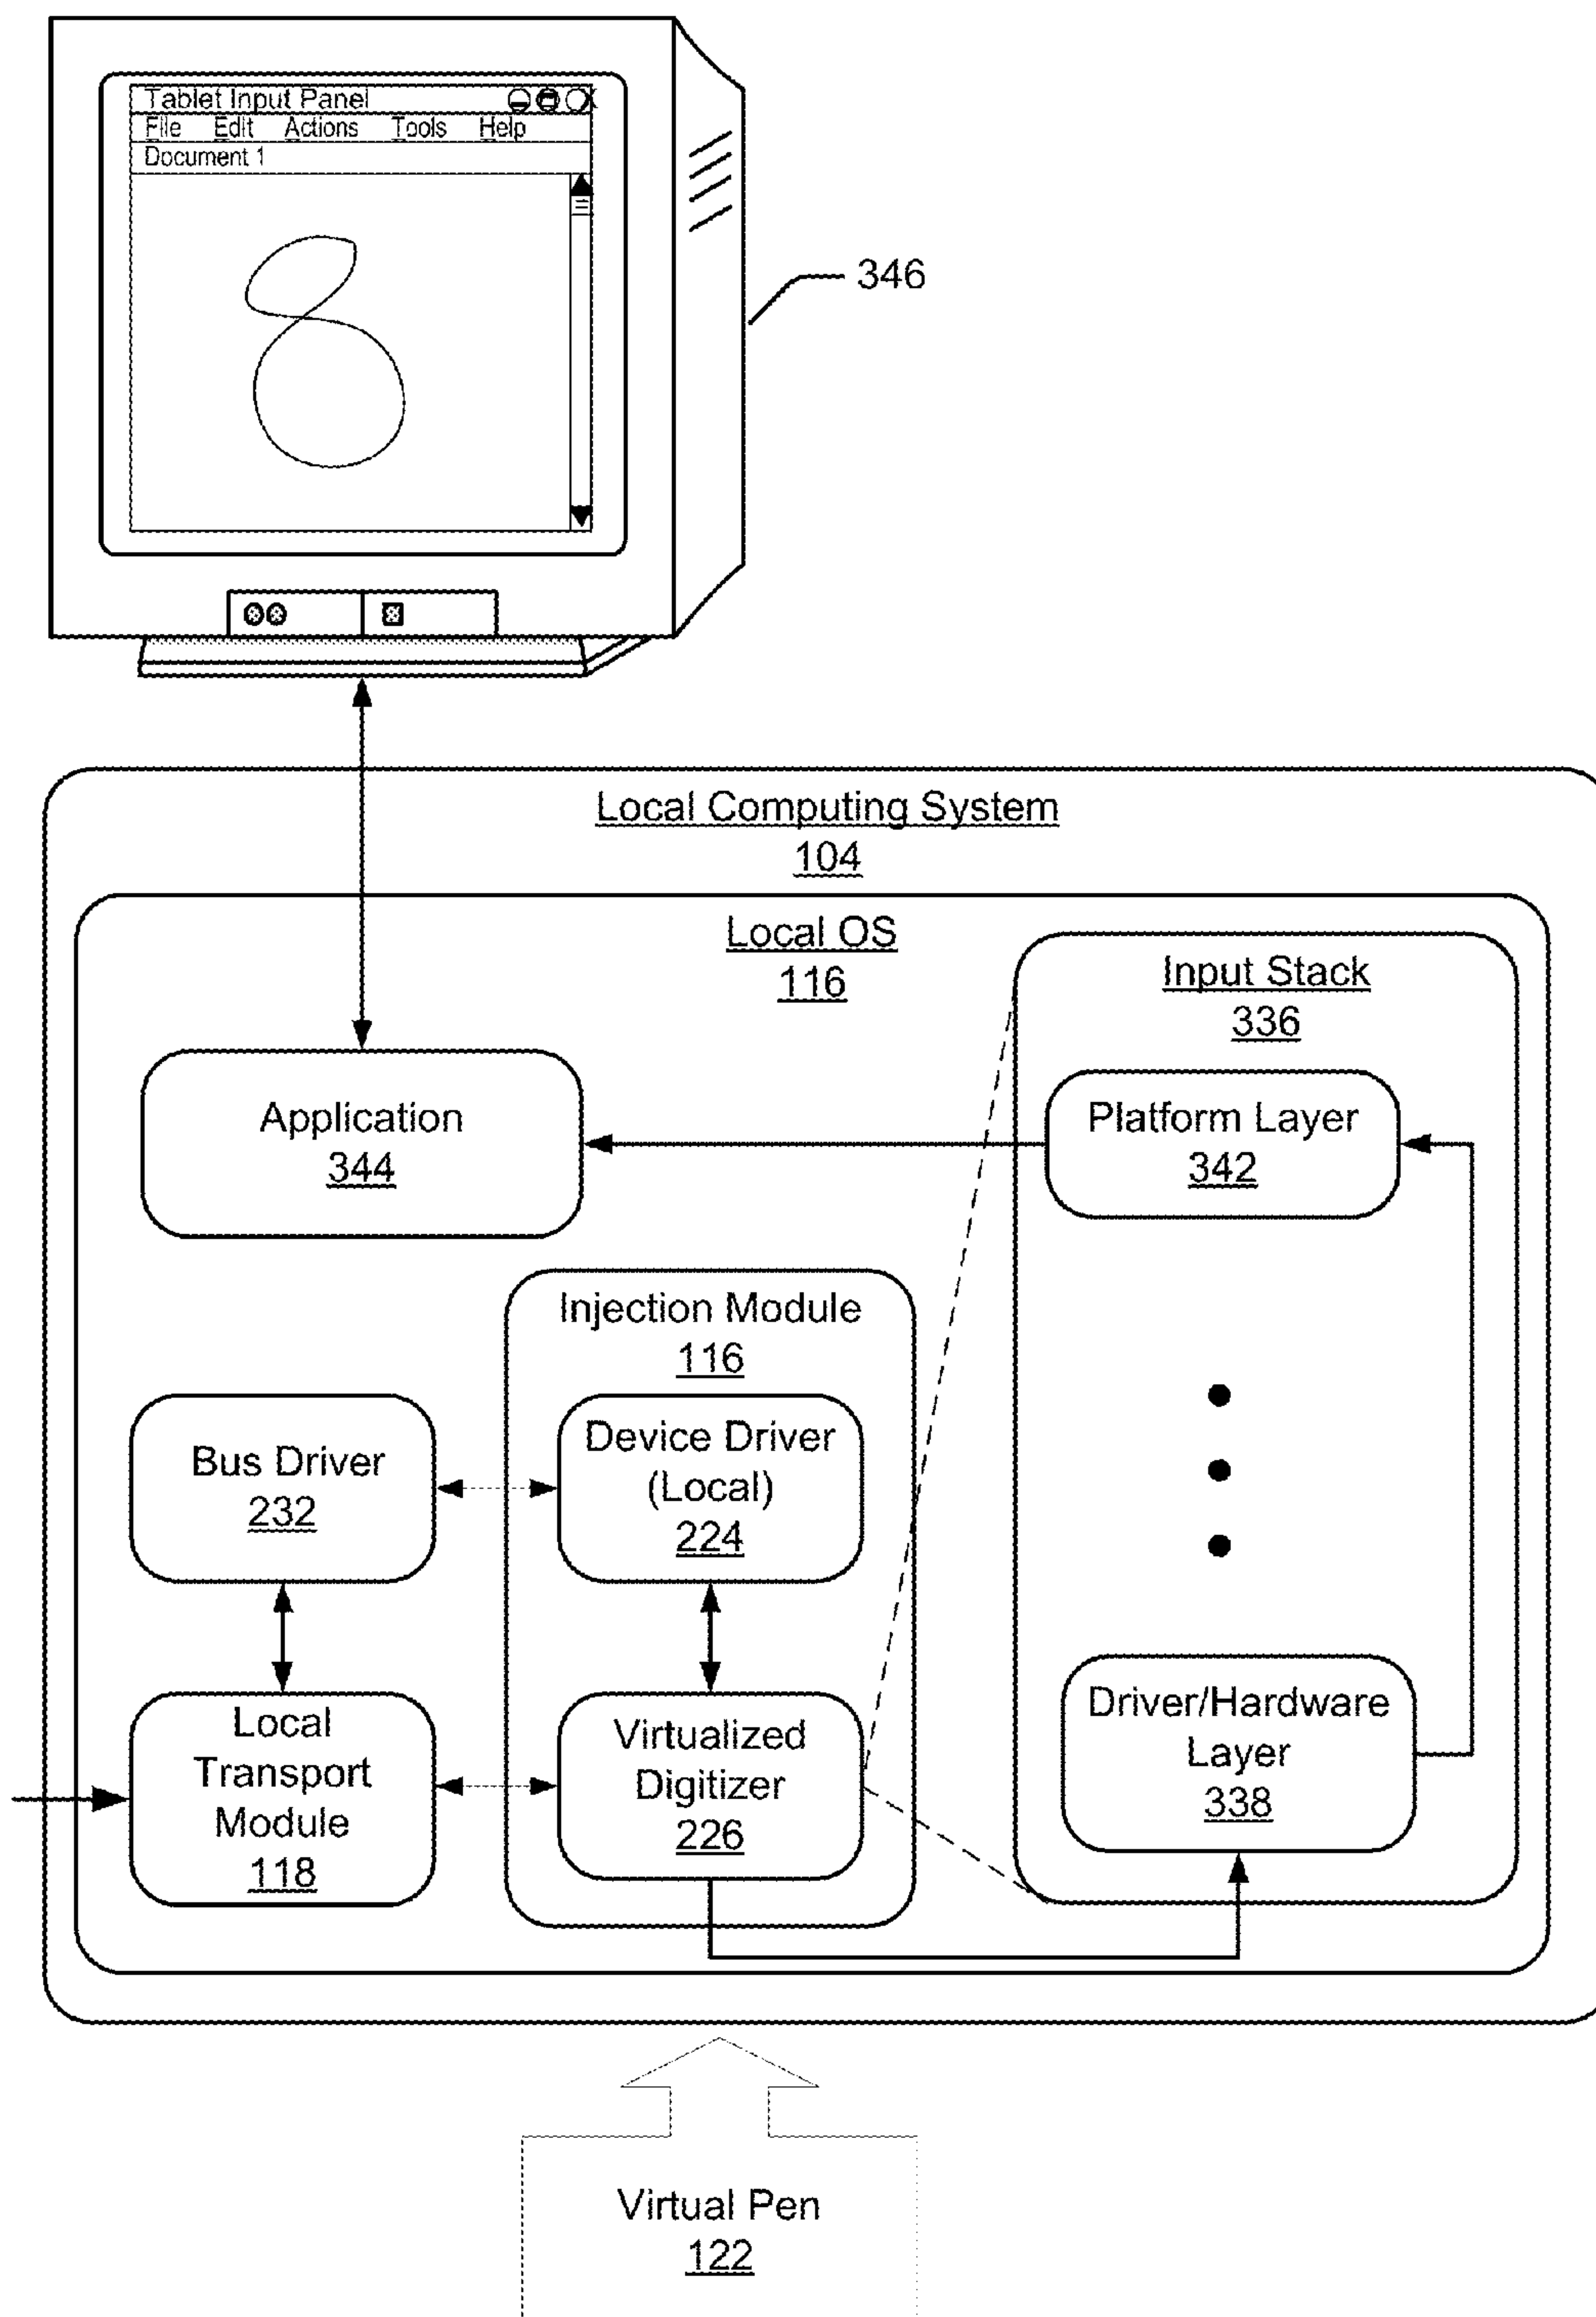 Tablet Input Panel
File Edit Actions Tools Help
Document 1
346
Local Computing System
104
Local OS
116
Input Stack
336
Platform Layer
342
Application
344
Injection Module
116
Device Driver
(Local)
224
Bus Driver
232
Local
Transport
Module
118
Virtualized
Digitizer
226
Driver/Hardware
Layer
338
Virtual Pen
122